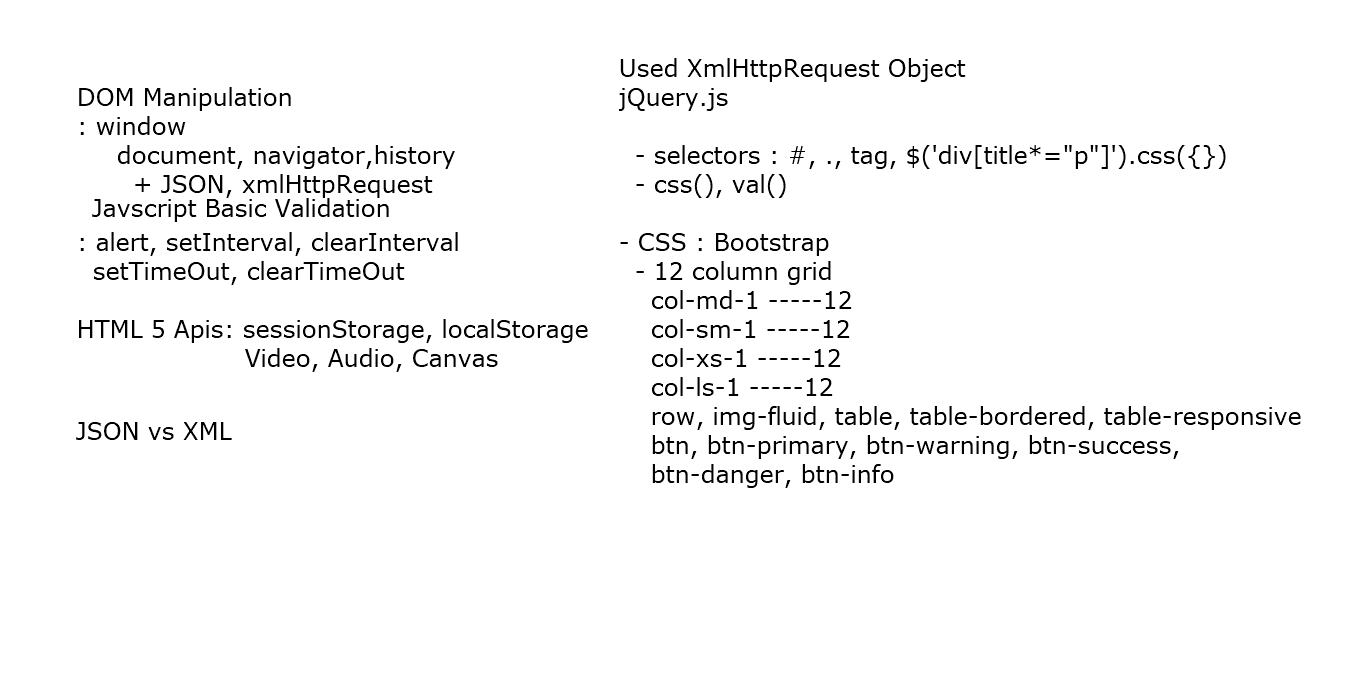 DOM Manipulation
: window
document, navigator,history
+ JSON, xmlHttpRequest
Javscript Basic Validation
: alert, setInterval, clearInterval
setTimeOut, clearTimeOut
HTML 5 Apis: sessionStorage, localStorage
Video, Audio, Canvas
JSON vs XML
Used XmlHttpRequest Object
jQuery.js
- selectors : #, ., tag, $('div[title*="p"]').css({})
- css(), val()
- CSS : Bootstrap
- 12 column grid
col-md-1 -----12
col-sm-1 -----12
col-xs-1 -----12
col-ls-1 -----12
row, img-fluid, table, table-bordered, table-responsive
btn, btn-primary, btn-warning, btn-success,
btn-danger, btn-info